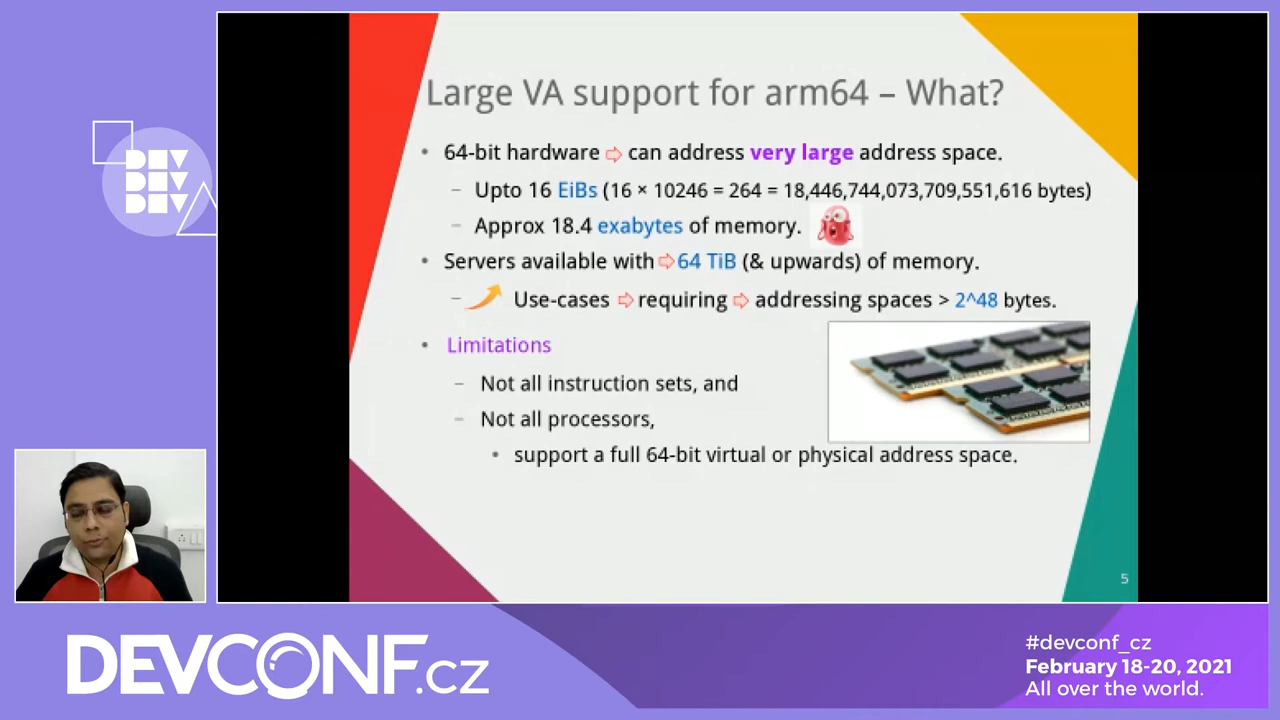 Large VA support for arm64 – What?
• 64-bit hardware ⇨ can address very large address space.
– Upto 16 EiBs (16 × 10246 = 264 = 18,446,744,073,709,551,616 bytes)
– Approx 18.4 exabytes of memory.
• Servers available with ⇨ 64 TiB (& upwards) of memory.
– Use-cases ⇨ requiring ⇨ addressing spaces > 2^48 bytes.
• Limitations
– Not all instruction sets, and
– Not all processors,
• support a full 64-bit virtual or physical address space.
5
DEV
DEV
DEV
DEVCONF.cz
#devconf_cz
February 18-20, 2021
All over the world.